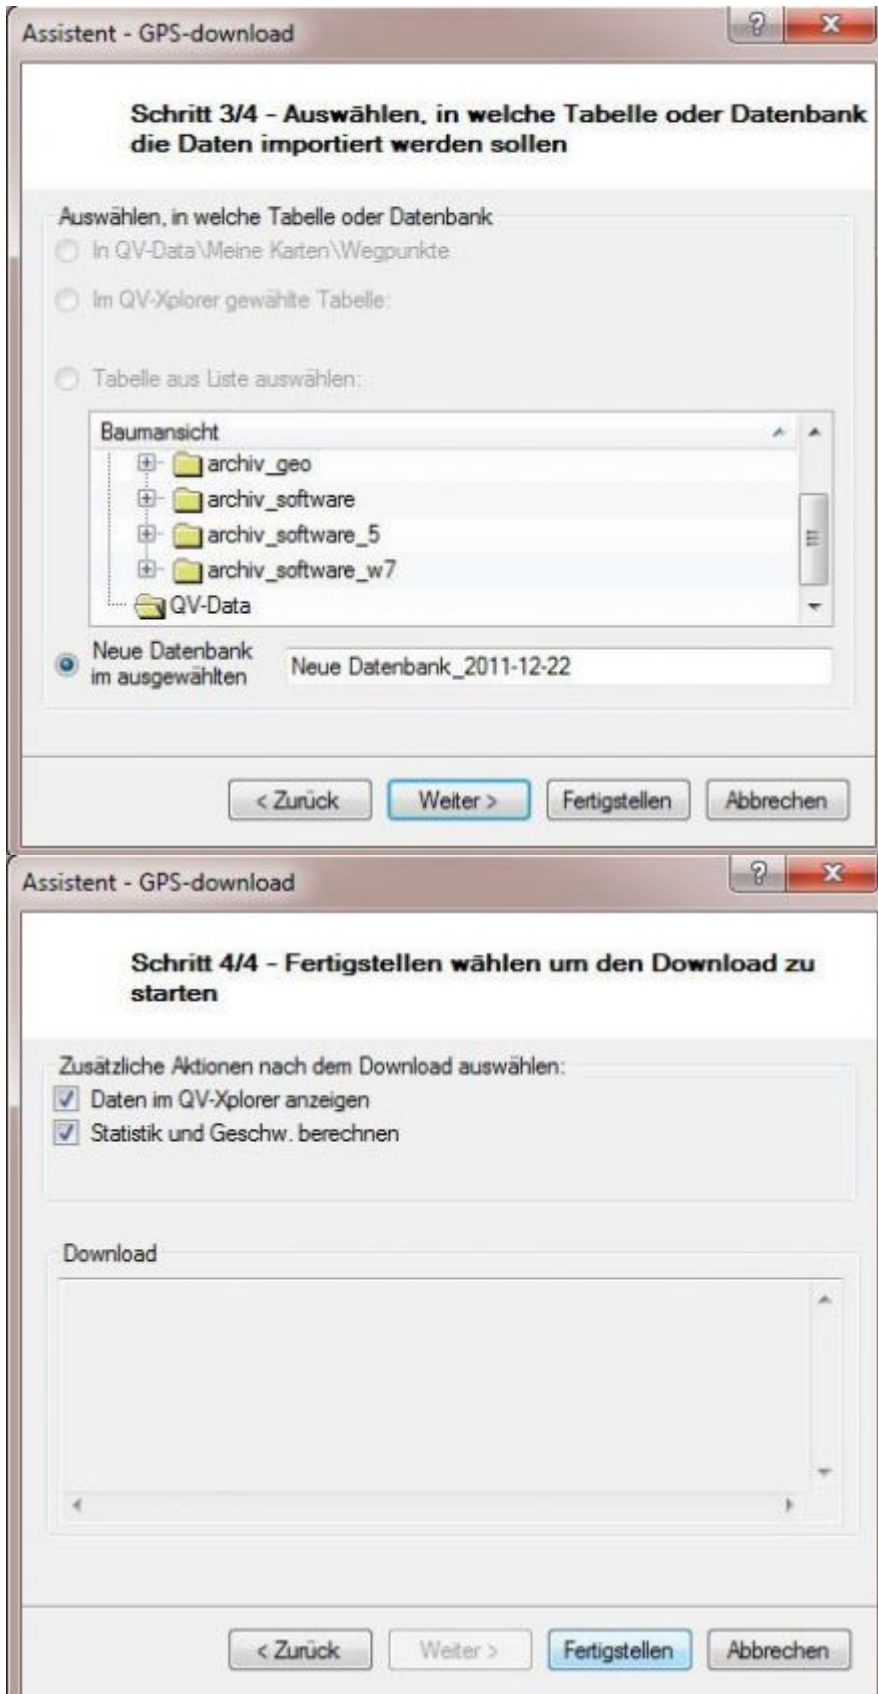 Assistent - GPS-download
Schritt 3/4 - Auswählen, in welche Tabelle oder Datenbank
die Daten importiert werden sollen
Auswählen, in welche Tabelle oder Datenbank
In QV-Data\Meine Karten\Wegpunkte
Im QV-Xplorer gewählte Tabelle:
Tabelle aus Liste auswählen:
Baumansicht
archiv_geo
archiv_software
archiv_software_5
archiv_software_w7
QV-Data
Neue Datenbank
im ausgewählten
Neue Datenbank_2011-12-22
< Zurück Weiter > Fertigstellen Abbrechen
Assistent - GPS-download
Schritt 4/4 - Fertigstellen wählen um den Download zu
starten
Zusätzliche Aktionen nach dem Download auswählen:
Daten im QV-Xplorer anzeigen
Statistik und Geschw. berechnen
Download
< Zurück Weiter > Fertigstellen Abbrechen